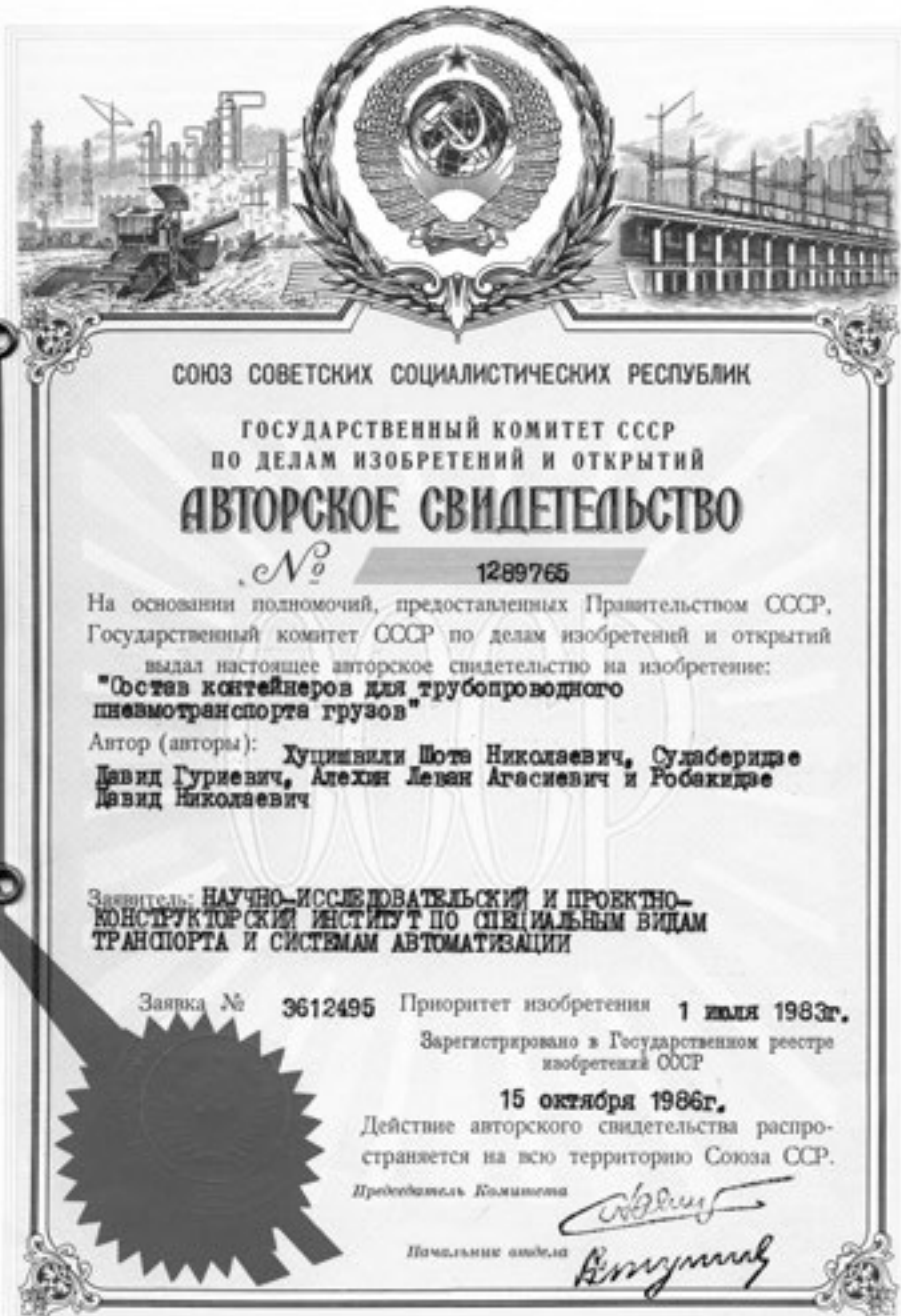 СОЮЗ СОВЕТСКИХ СОЦИАЛИСТИЧЕСКИХ РЕСПУБЛИК
ГОСУДАРСТВЕННЫЙ КОМИТЕТ СССР
ПО ДЕЛАМ ИЗОБРЕТЕНИЙ И ОТКРЫТИЙ
АВТОРСКОЕ СВИДЕТЕЛЬСТВО
№ 1289765
На основании полномочий, предоставленных Правительством СССР,
Государственный комитет СССР по делам изобретений и открытий
выдал настоящее авторское свидетельство на изобретение:
"Состав контейнеров для трубопроводного
пневмотранспорта грузов"
Автор (авторы): Хуцишвили Шота Николаевич, Сулаберидзе
Давид Гуриевич, Алехин Леван Агасиевич и Робакидзе
Давид Николаевич
СССР
Заявитель: НАУЧНО-ИССЛЕДОВАТЕЛЬСКИЙ И ПРОЕКТНО-
КОНСТРУКТОРСКИЙ ИНСТИТУТ ПО СПЕЦИАЛЬНЫМ ВИДАМ
ТРАНСПОРТА И СИСТЕМАМ АВТОМАТИЗАЦИИ
Заявка № 3612495 Приоритет изобретения 1 июля 1983г.
Зарегистрировано в Государственном реестре
изобретений СССР
15 октября 1986г.
Действие авторского свидетельства распро-
страняется на всю территорию Союза ССР.
Председатель Комитета
Начальник отдела